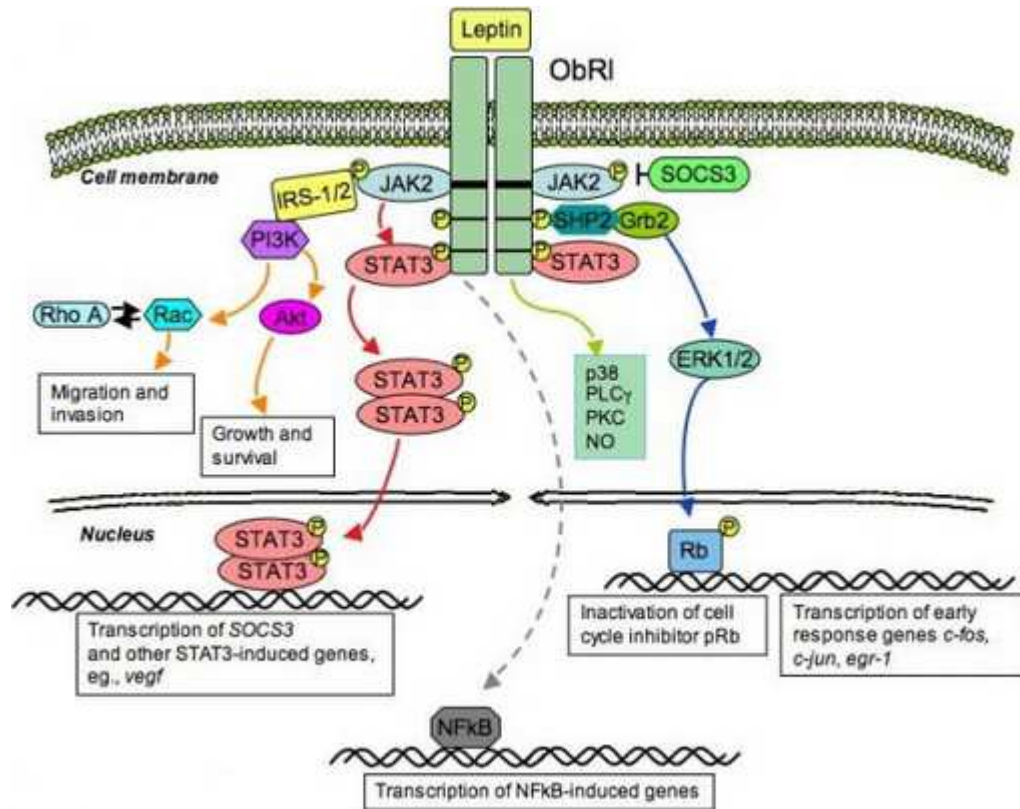 Leptin
ObRl
Cell membrane
P
JAK2
JAK2
P
SOCS3
IRS-1/2
P
P
SHP2
Grb2
PI3K
P
STAT3
P
STAT3
Rho A
Rac
Akt
ERK1/2
P
STAT3
P
STAT3
p38
PLCγ
PKC
NO
Migration and
invasion
Growth and
survival
Nucleus
P
STAT3
P
STAT3
P
Rb
Transcription of SOCS3
and other STAT3-induced genes,
eg., vegf
Inactivation of cell
cycle inhibitor pRb
Transcription of early
response genes c-fos,
c-jun, egr-1
NFkB
Transcription of NFkB-induced genes